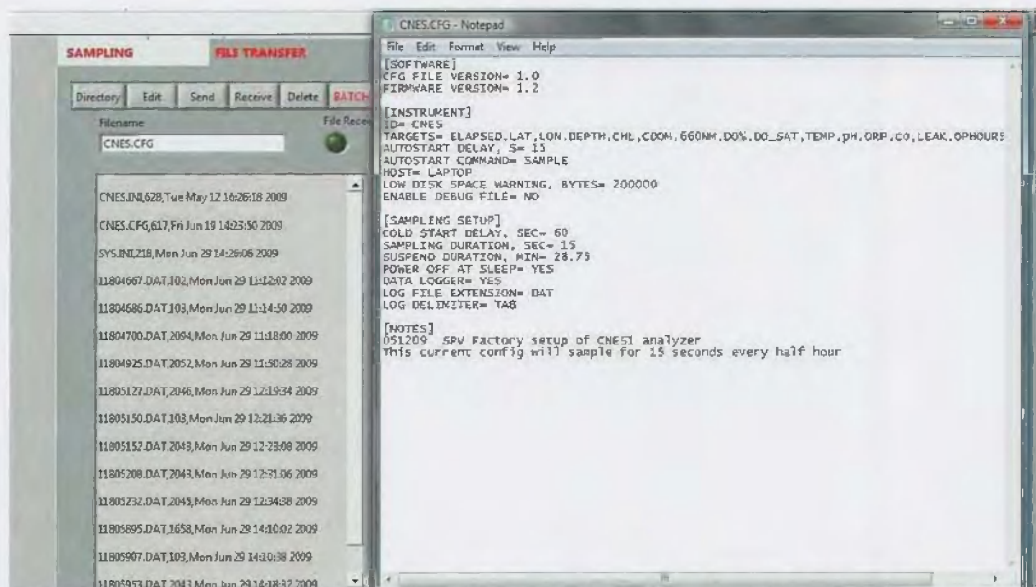 SAMPLING
FILE TRANSFER
Directory Edit Send Receive Delete BATCH
Filename
File Recei
CNES.CFG
CNES.INI,628,Tue May 12 16:26:18 2009
CNES.CFG,617,Fri Jun 19 14:23:50 2009
SYS.INI,218,Mon Jun 29 14:26:06 2009
11804667.DAT,102,Mon Jun 29 11:12:02 2009
11804686.DAT,103,Mon Jun 29 11:14:50 2009
11804700.DAT,2094,Mon Jun 29 11:18:00 2009
11804925.DAT,2052,Mon Jun 29 11:50:28 2009
11805127.DAT,2046,Mon Jun 29 12:19:34 2009
11805150.DAT,103,Mon Jun 29 12:21:36 2009
11805152.DAT,2043,Mon Jun 29 12:23:08 2009
11805208.DAT,2043,Mon Jun 29 12:31:06 2009
11805232.DAT,2045,Mon Jun 29 12:34:38 2009
11805895.DAT,1658,Mon Jun 29 14:10:02 2009
11805907.DAT,103,Mon Jun 29 14:10:38 2009
11805953.DAT,2043,Mon Jun 29 14:18:32 2009
CNES.CFG - Notepad
File Edit Format View Help
[SOFTWARE]
CFG FILE VERSION= 1.0
FIRMWARE VERSION= 1.2
[INSTRUMENT]
ID= CNES
TARGETS= ELAPSED,LAT,LON,DEPTH,CHL,CDOM,660NM,DO%,DO_SAT,TEMP,pH,ORP,CO,LEAK,OPHOURS
AUTOSTART DELAY, S= 15
AUTOSTART COMMAND= SAMPLE
HOST= LAPTOP
LOW DISK SPACE WARNING, BYTES= 200000
ENABLE DEBUG FILE= NO
[SAMPLING SETUP]
COLD START DELAY, SEC= 60
SAMPLING DURATION, SEC= 15
SUSPEND DURATION, MIN= 28.75
POWER OFF AT SLEEP= YES
DATA LOGGER= YES
LOG FILE EXTENSION= DAT
LOG DELIMITER= TAB
[NOTES]
051209 SPV Factory setup of CNES1 analyzer
This current config will sample for 15 seconds every half hour